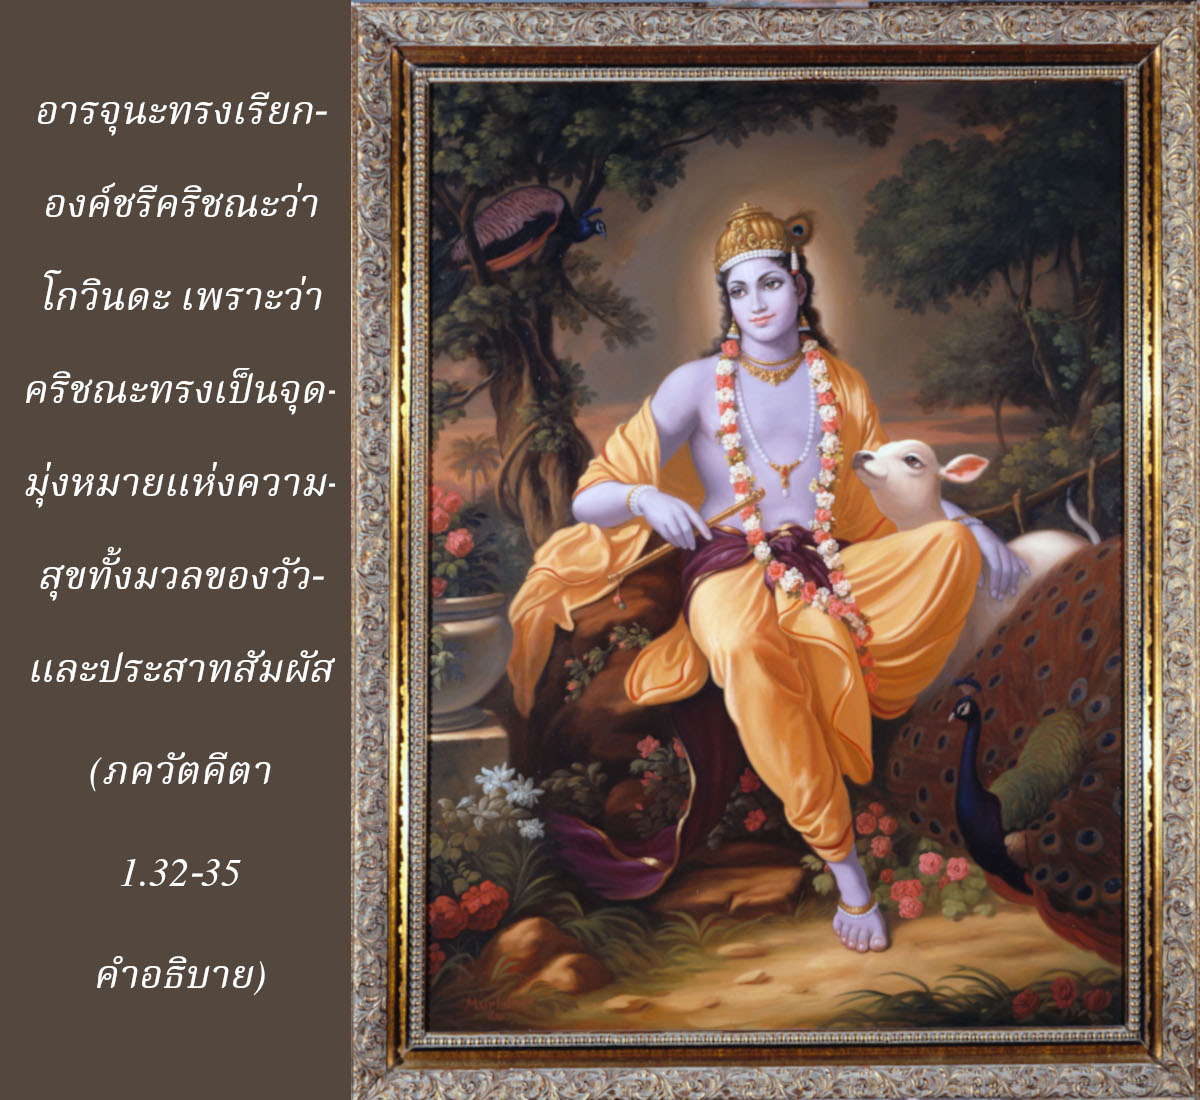 อารจุนะทรงเรียก-
องค์ชรีคริชณะว่า
โกวินดะ เพราะว่า
คริชณะทรงเป็นจุด-
มุ่งหมายแห่งความ-
สุขทั้งมวลของวัว-
และประสาทสัมผัส
(ภควัตคีตา
1.32-35
คำอธิบาย)